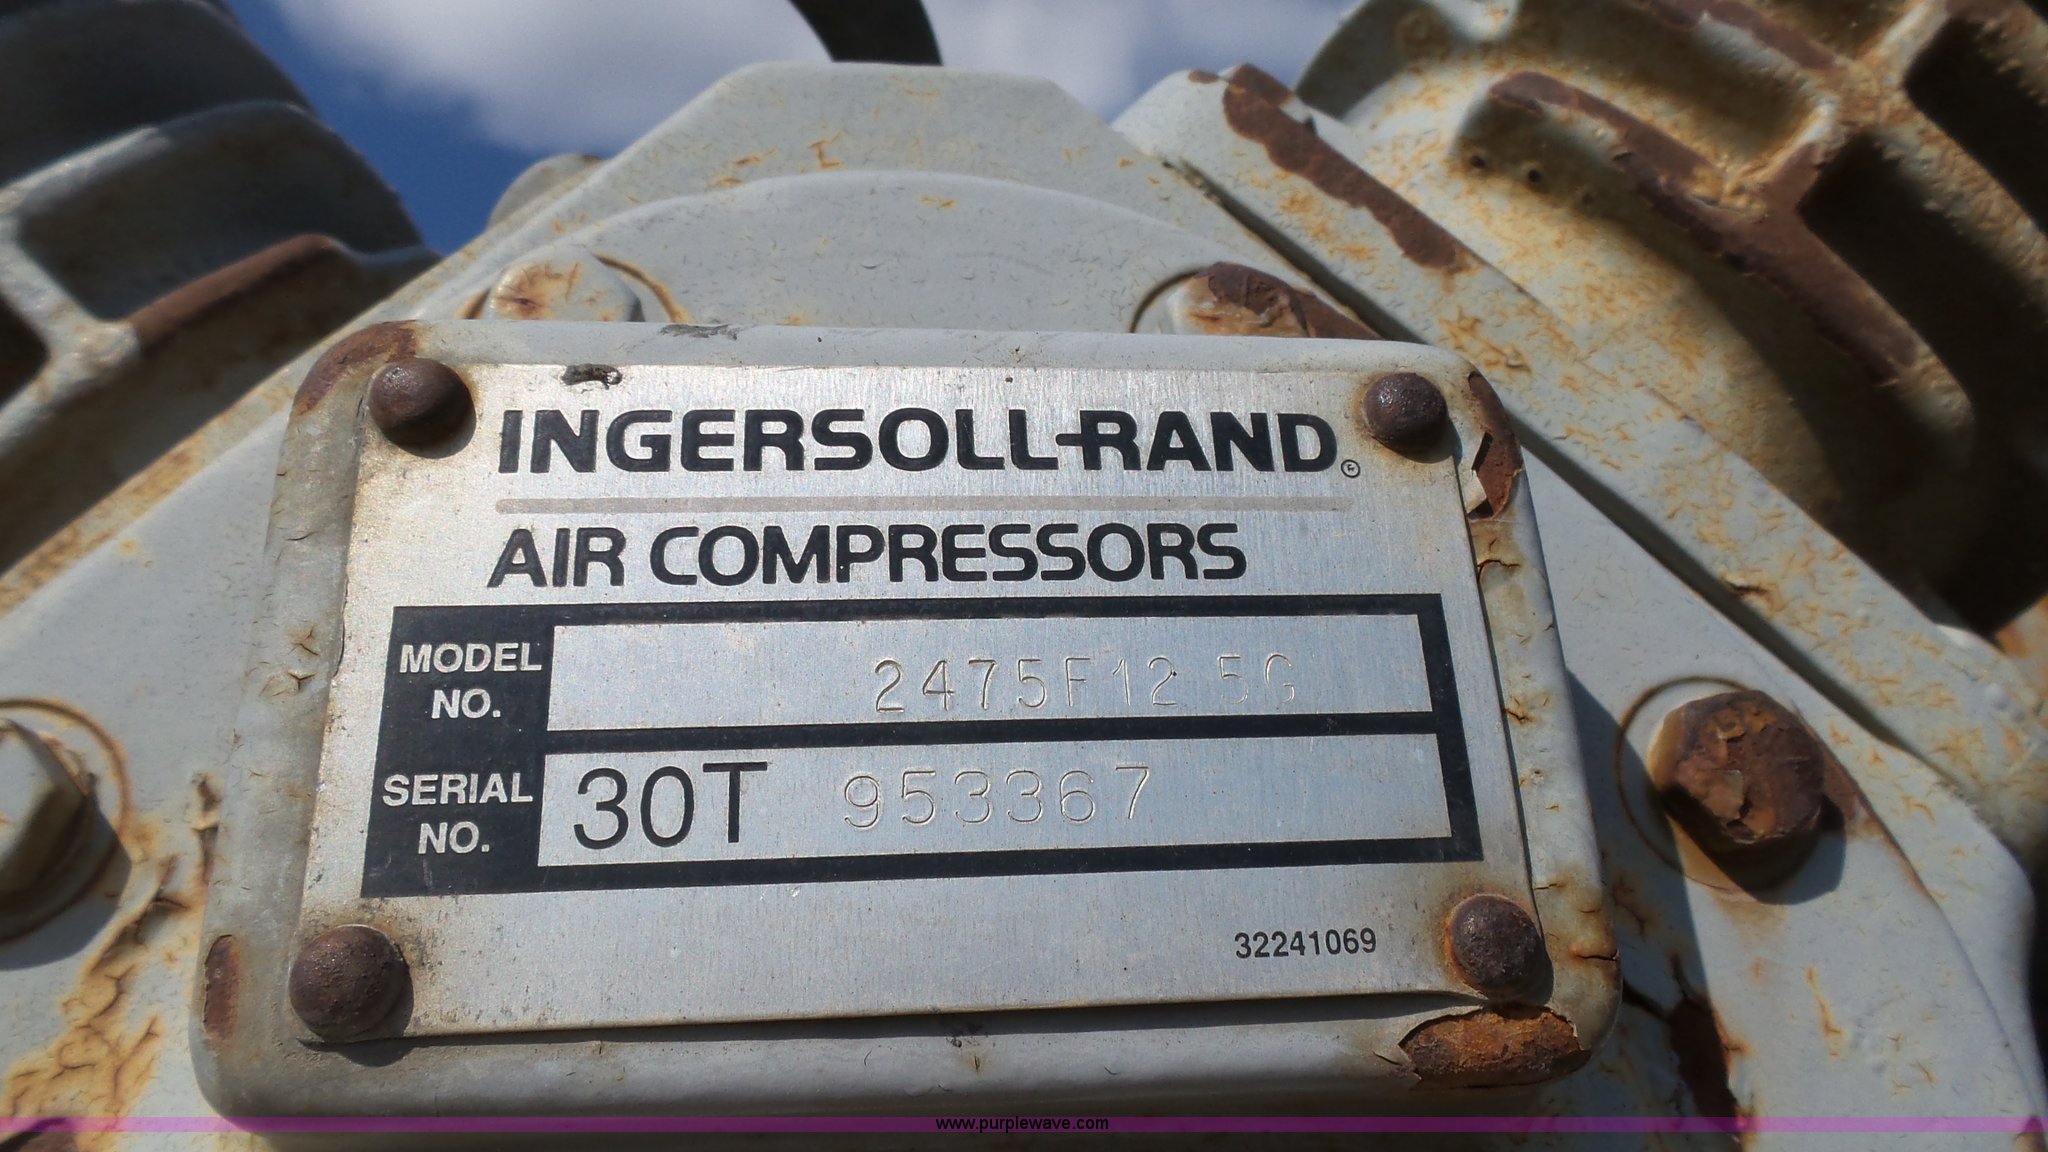 INGERSOLL-RAND®
AIR COMPRESSORS
MODEL NO. 2475F12.5G
SERIAL NO. 30T 953367
32241069
www.purplewave.com